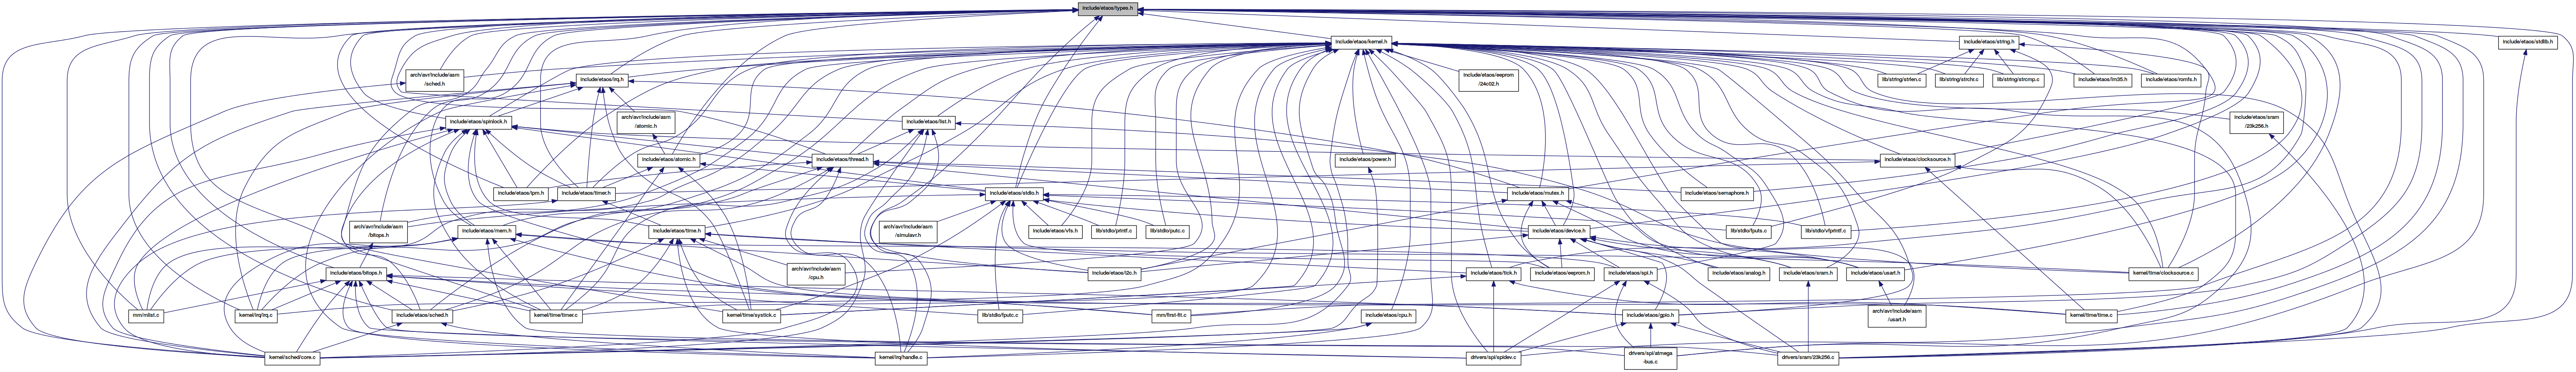 include/etaos/types.h
include/etaos/kernel.h
include/etaos/string.h
include/etaos/stdlib.h
arch/avr/include/asm
/sched.h
include/etaos/irq.h
include/etaos/eeprom
/24c02.h
lib/string/strlen.c
lib/string/strchr.c
lib/string/strcmp.c
include/etaos/lm35.h
include/etaos/romfs.h
include/etaos/spinlock.h
arch/avr/include/asm
/atomic.h
include/etaos/list.h
include/etaos/sram
/23k256.h
include/etaos/atomic.h
include/etaos/thread.h
include/etaos/power.h
include/etaos/clocksource.h
include/etaos/ipm.h
include/etaos/timer.h
include/etaos/stdio.h
include/etaos/mutex.h
include/etaos/semaphore.h
arch/avr/include/asm
/bitops.h
include/etaos/mem.h
include/etaos/time.h
arch/avr/include/asm
/simulavr.h
include/etaos/vfs.h
lib/stdio/printf.c
lib/stdio/putc.c
include/etaos/device.h
lib/stdio/fputs.c
lib/stdio/vfprintf.c
include/etaos/bitops.h
arch/avr/include/asm
/cpu.h
include/etaos/i2c.h
include/etaos/tick.h
include/etaos/eeprom.h
include/etaos/spi.h
include/etaos/analog.h
include/etaos/sram.h
include/etaos/usart.h
kernel/time/clocksource.c
mm/mlist.c
kernel/irq/irq.c
include/etaos/sched.h
kernel/time/timer.c
kernel/time/systick.c
lib/stdio/fputc.c
mm/first-fit.c
include/etaos/cpu.h
include/etaos/gpio.h
arch/avr/include/asm
/usart.h
kernel/time/time.c
kernel/sched/core.c
kernel/irq/handle.c
drivers/spi/spidev.c
drivers/spi/atmega
-bus.c
drivers/sram/23k256.c